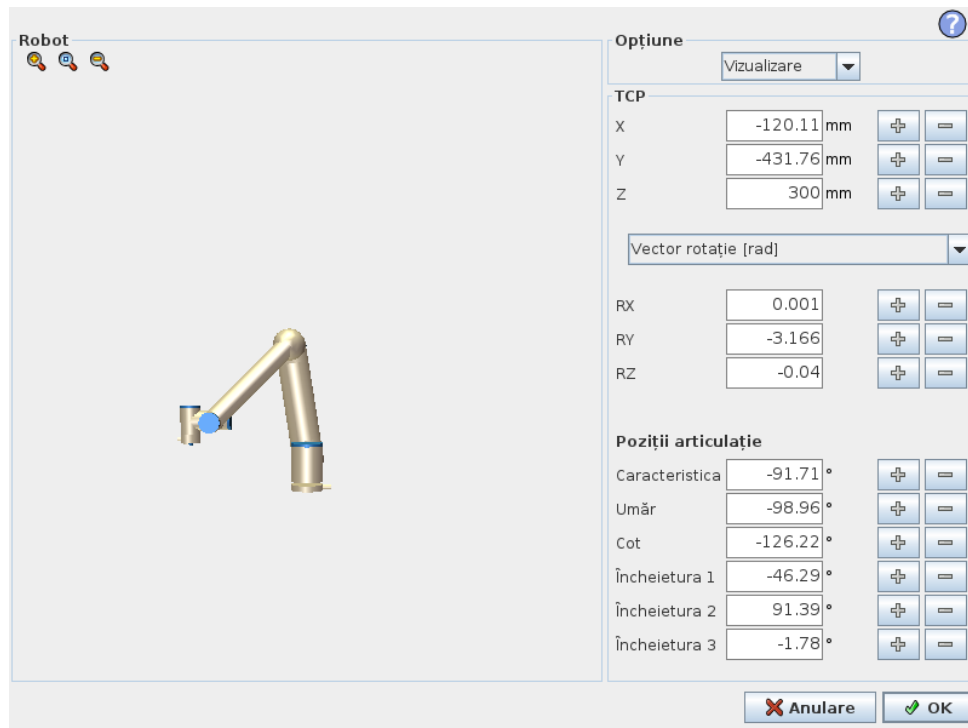 Robot
Opțiune
?
Vizualizare
TCP
X -120.11 mm
Y -431.76 mm
Z 300 mm
Vector rotație [rad]
RX 0.001
RY -3.166
RZ -0.04
Poziții articulație
Caracteristica -91.71 °
Umăr -98.96 °
Cot -126.22 °
Încheietura 1 -46.29 °
Încheietura 2 91.39 °
Încheietura 3 -1.78 °
Anulare OK